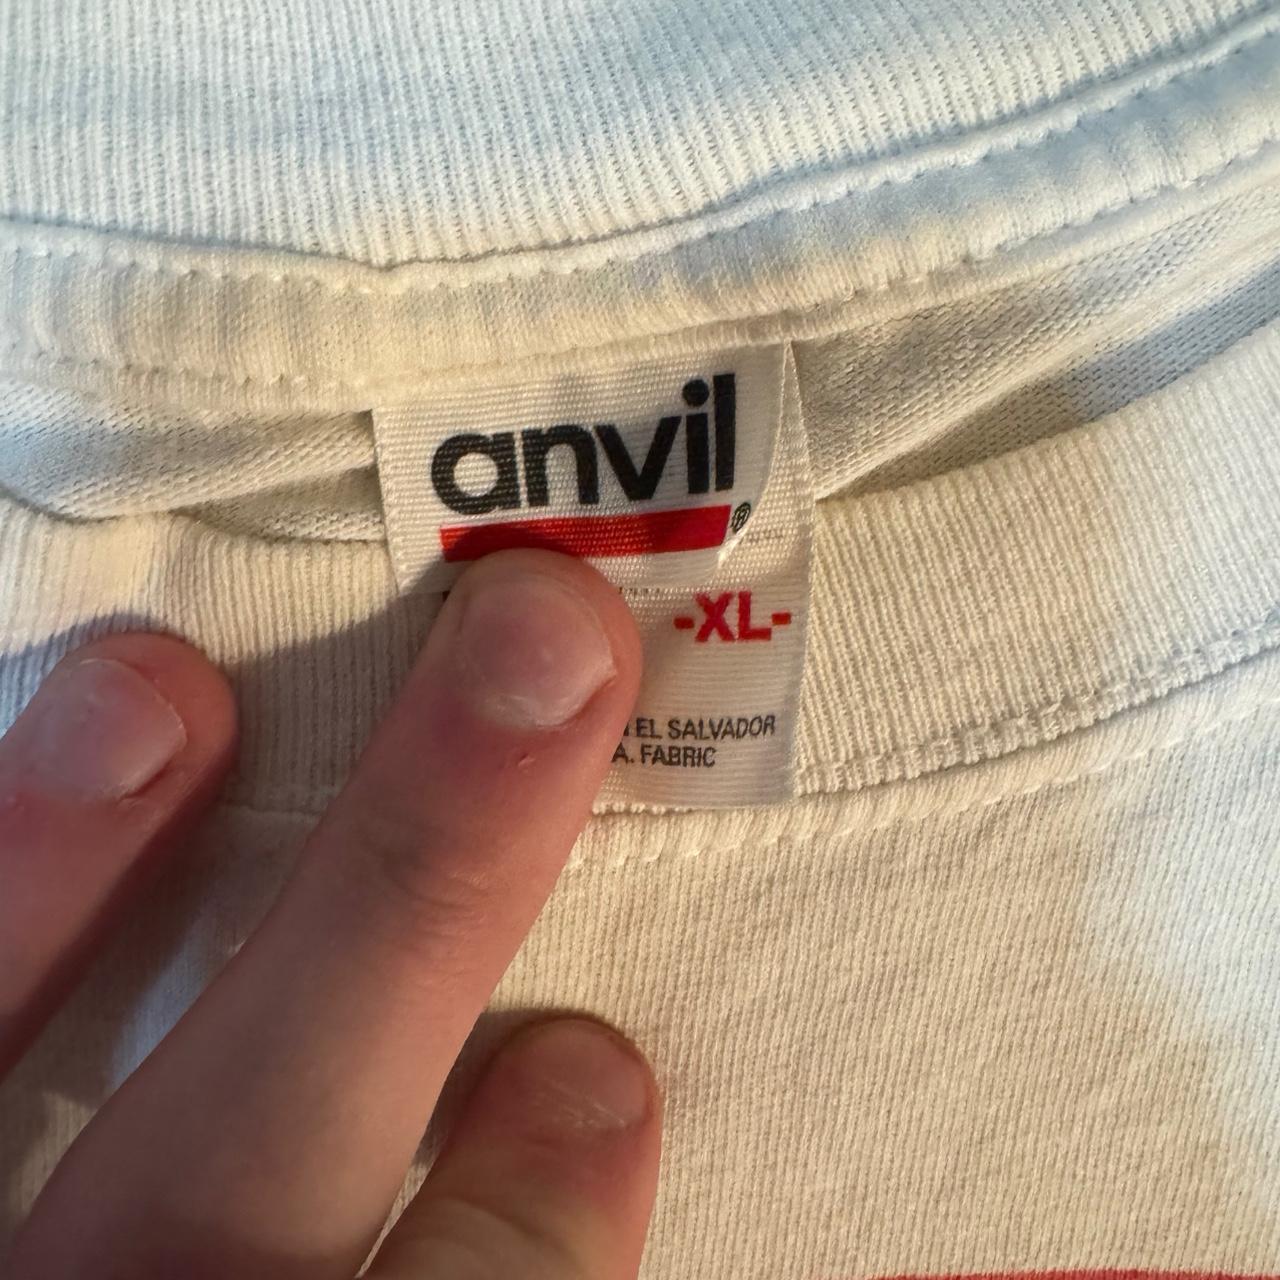 anvil
®
-XL-
EL SALVADOR
A. FABRIC